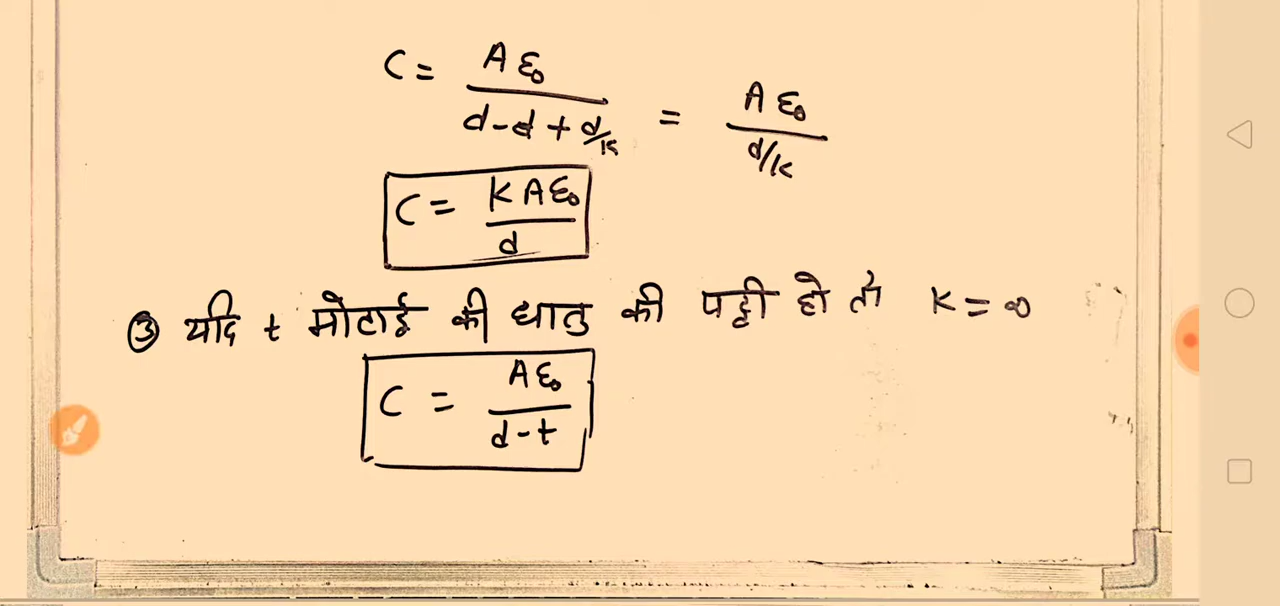 C = Aε₀ / (d-d + d/K) = Aε₀ / (d/K)
C = KAε₀ / d
③ यदि t मोटाई की धातु की पट्टी हो तो K = ∞
C = Aε₀ / (d-t)